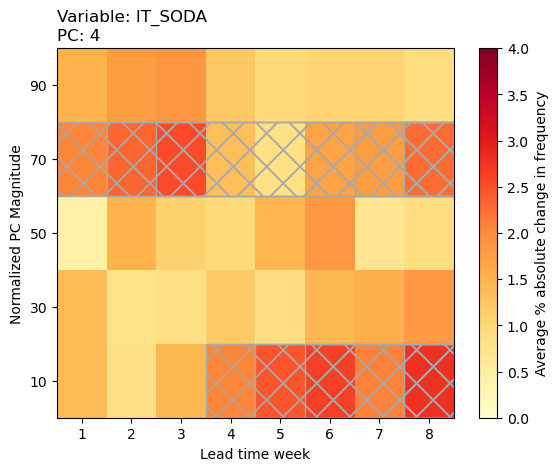 Variable: IT_SODA
PC: 4
90
70
50
30
10
Normalized PC Magnitude
1 2 3 4 5 6 7 8
Lead time week
4.0
3.5
3.0
2.5
2.0
1.5
1.0
0.5
0.0
Average % absolute change in frequency